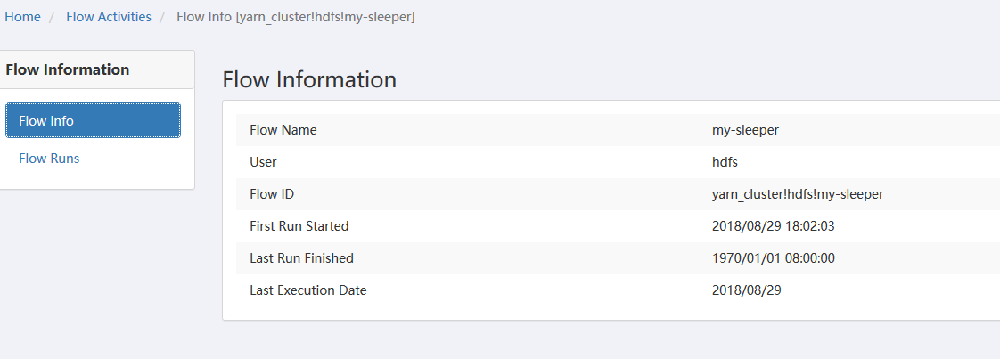 Home / Flow Activities / Flow Info [yarn_cluster!hdfs!my-sleeper]
Flow Information
Flow Info
Flow Runs
Flow Information
Flow Name my-sleeper
User hdfs
Flow ID yarn_cluster!hdfs!my-sleeper
First Run Started 2018/08/29 18:02:03
Last Run Finished 1970/01/01 08:00:00
Last Execution Date 2018/08/29